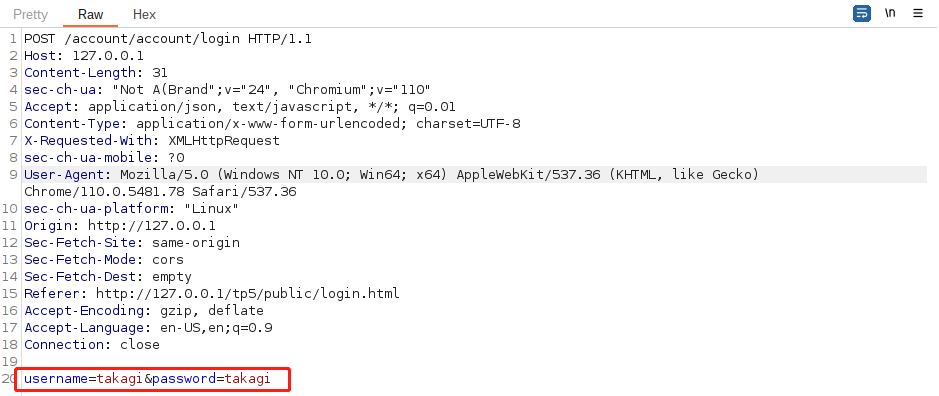 Pretty Raw Hex \n
1 POST /account/account/login HTTP/1.1
2 Host: 127.0.0.1
3 Content-Length: 31
4 sec-ch-ua: "Not A(Brand";v="24", "Chromium";v="110"
5 Accept: application/json, text/javascript, */*; q=0.01
6 Content-Type: application/x-www-form-urlencoded; charset=UTF-8
7 X-Requested-With: XMLHttpRequest
8 sec-ch-ua-mobile: ?0
9 User-Agent: Mozilla/5.0 (Windows NT 10.0; Win64; x64) AppleWebKit/537.36 (KHTML, like Gecko)
Chrome/110.0.5481.78 Safari/537.36
10 sec-ch-ua-platform: "Linux"
11 Origin: http://127.0.0.1
12 Sec-Fetch-Site: same-origin
13 Sec-Fetch-Mode: cors
14 Sec-Fetch-Dest: empty
15 Referer: http://127.0.0.1/tp5/public/login.html
16 Accept-Encoding: gzip, deflate
17 Accept-Language: en-US,en;q=0.9
18 Connection: close
19
20 username=takagi&password=takagi